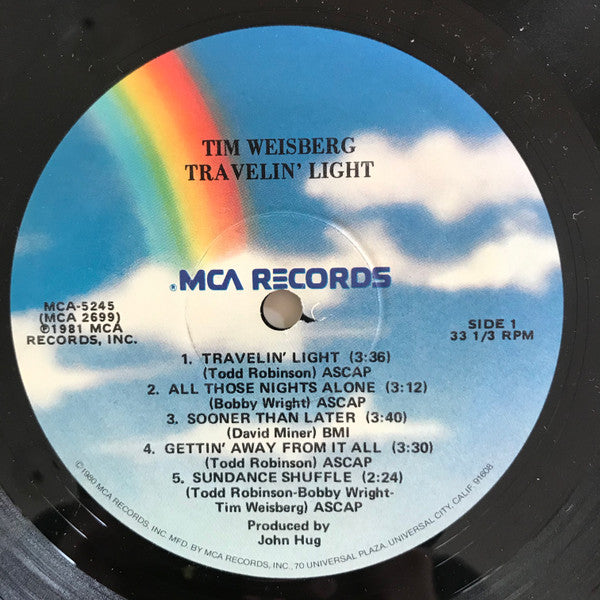 TIM WEISBERG
TRAVELIN' LIGHT
®MCA RECORDS
MCA-5245
(MCA 2699)
℗1981 MCA
RECORDS, INC.
SIDE 1
33 1/3 RPM
1. TRAVELIN' LIGHT (3:36)
(Todd Robinson) ASCAP
2. ALL THOSE NIGHTS ALONE (3:12)
(Bobby Wright) ASCAP
3. SOONER THAN LATER (3:40)
(David Miner) BMI
4. GETTIN' AWAY FROM IT ALL (3:30)
(Todd Robinson) ASCAP
5. SUNDANCE SHUFFLE (2:24)
(Todd Robinson-Bobby Wright-
Tim Weisberg) ASCAP
Produced by
John Hug
©1980 MCA RECORDS, INC. MFD. BY MCA RECORDS, INC., 70 UNIVERSAL PLAZA, UNIVERSAL CITY, CALIF. 91608